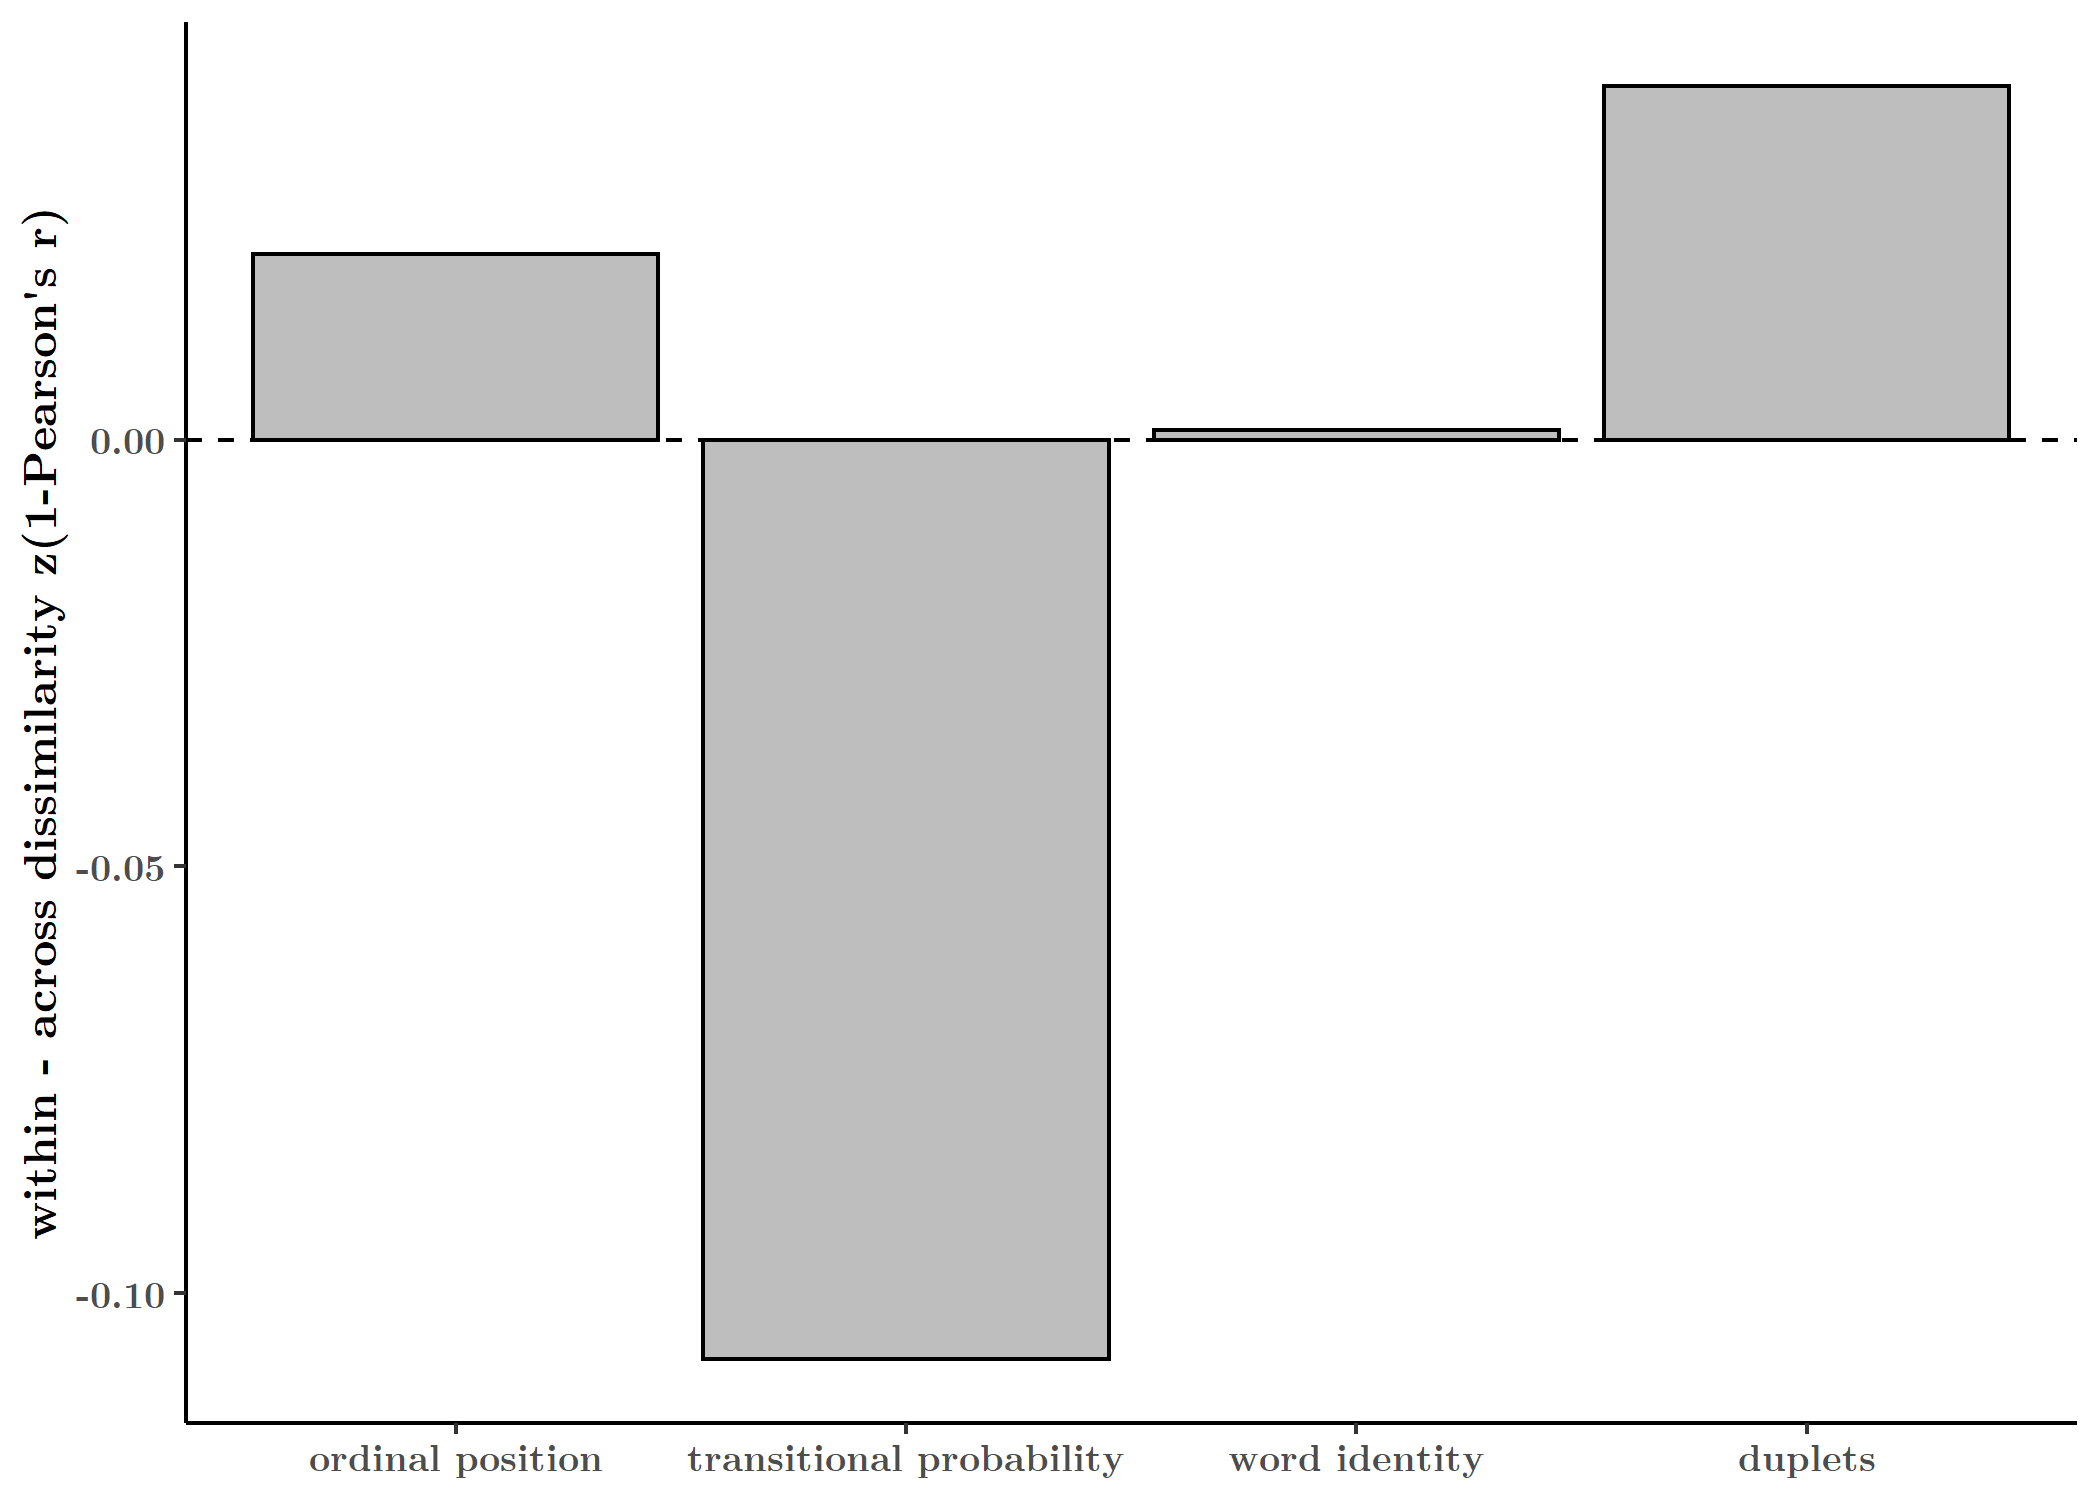 within - across dissimilarity z(1-Pearson's r)
0.00
-0.05
-0.10
ordinal position
transitional probability
word identity
duplets